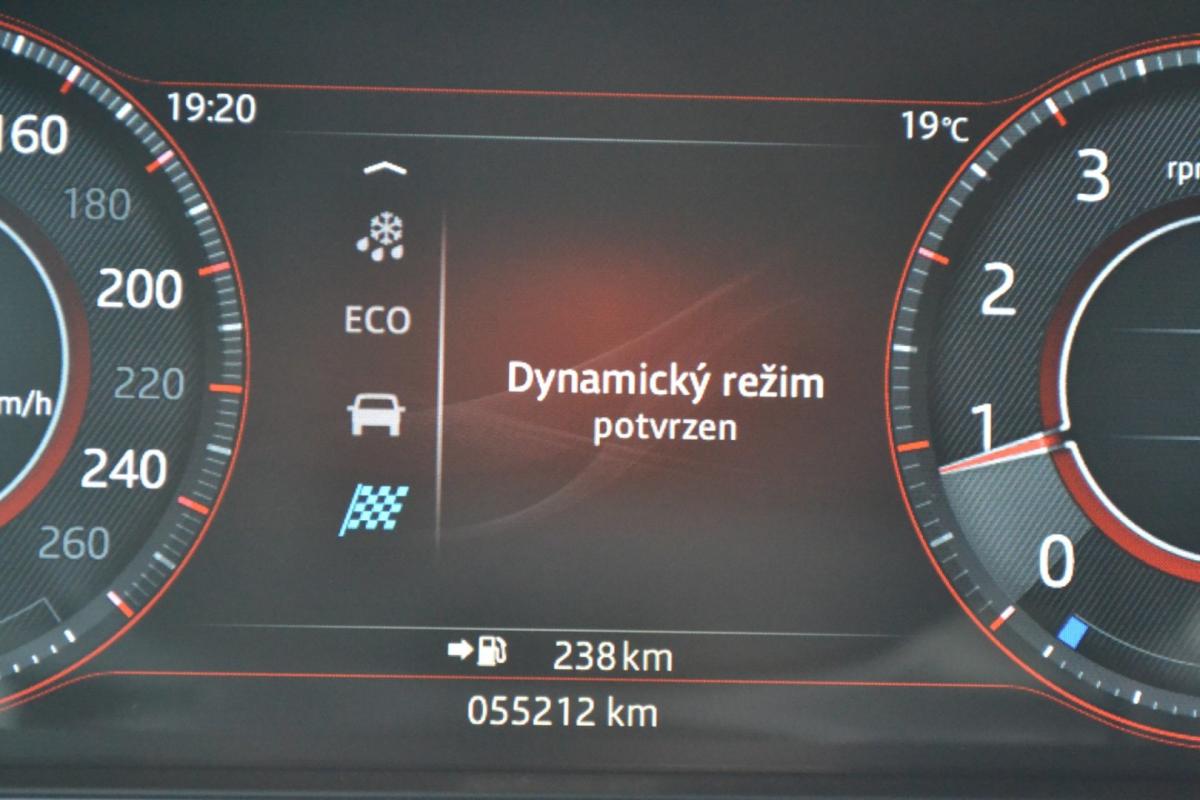 19:20
19°C
160
180
200
220
m/h
240
260
ECO
Dynamický režim
potvrzen
3
2
1
0
238 km
055212 km